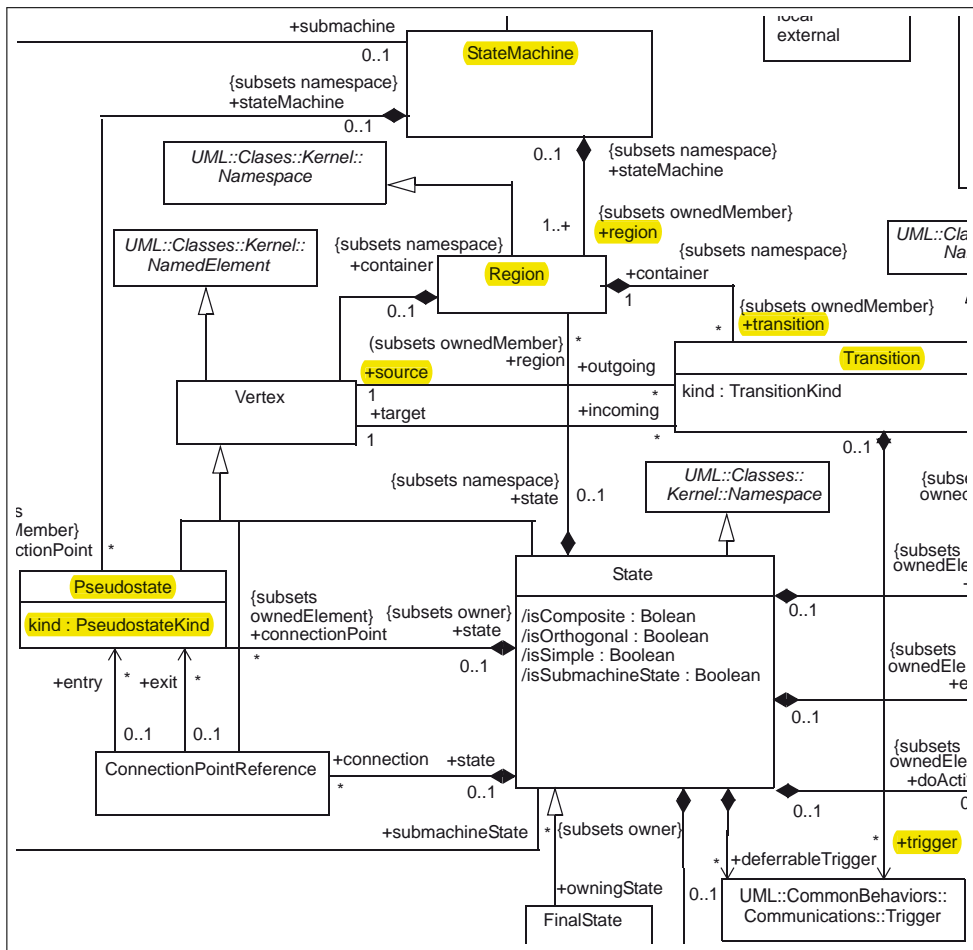 local
external
+submachine
0..1
StateMachine
{subsets namespace}
+stateMachine
0..1
UML::Clases::Kernel::
Namespace
0..1
{subsets namespace}
+stateMachine
1..+
{subsets ownedMember}
+region
UML::Classes::Kernel::
NamedElement
{subsets namespace}
+container
0..1
Region
{subsets namespace}
+container
1
{subsets ownedMember}
+transition
*
(subsets ownedMember}
+region
*
Vertex
+source
1
+outgoing
*
+target
1
+incoming
*
Transition
kind : TransitionKind
0..1
{subsets namespace}
+state
0..1
UML::Classes::
Kernel::Namespace
*
Pseudostate
kind : PseudostateKind
{subsets
ownedElement}
+connectionPoint
*
{subsets owner}
+state
0..1
State
/isComposite : Bolean
/isOrthogonal : Boolean
/isSimple : Boolean
/isSubmachineState : Boolean
0..1
{subsets
0..1
{subsets
0..1
{subsets
+entry
*
+exit
*
0..1
0..1
ConnectionPointReference
+connection
*
+state
0..1
+submachineState
*
{subsets owner}
+owningState
FinalState
0..1
*
+deferrableTrigger
*
+trigger
UML::CommonBehaviors::
Communications::Trigger